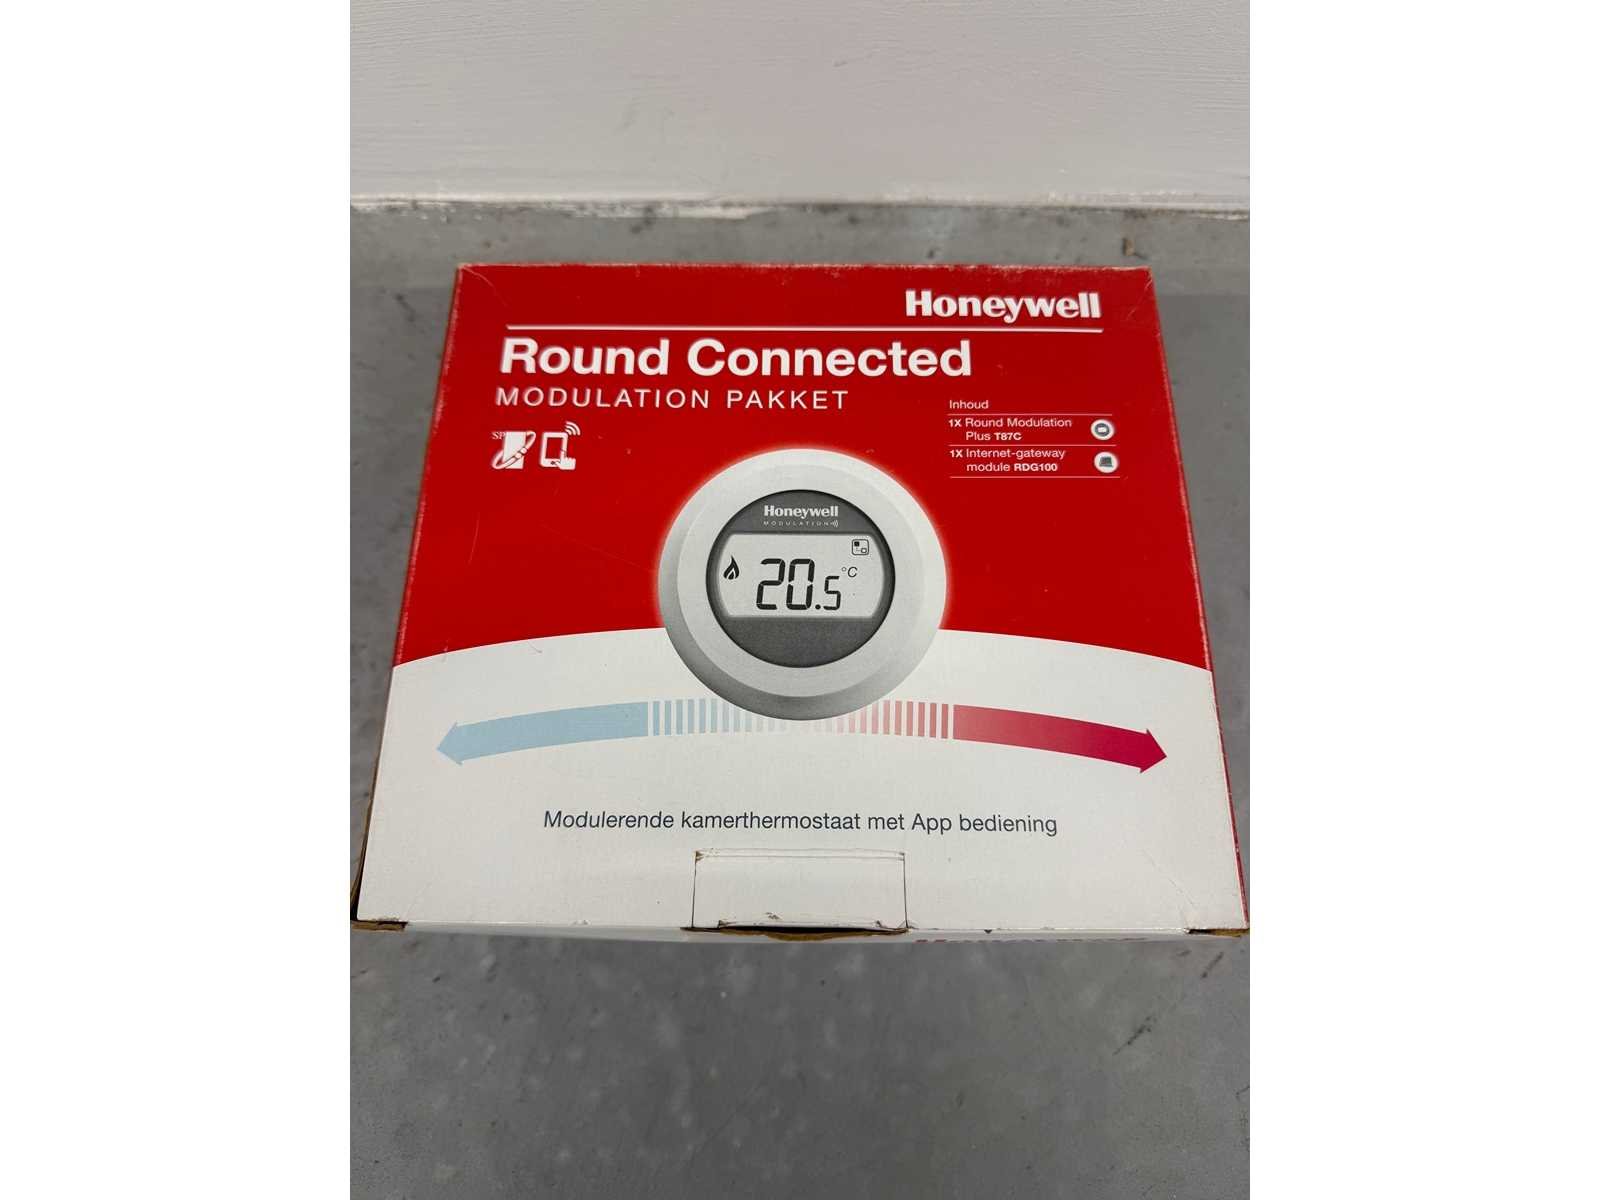 Honeywell
Round Connected
MODULATION PAKKET
Inhoud
1X Round Modulation
Plus T87C
1X Internet-gateway
module RDG100
SP
Honeywell
MODULATION
20.5 °C
Modulerende kamerthermostaat met App bediening